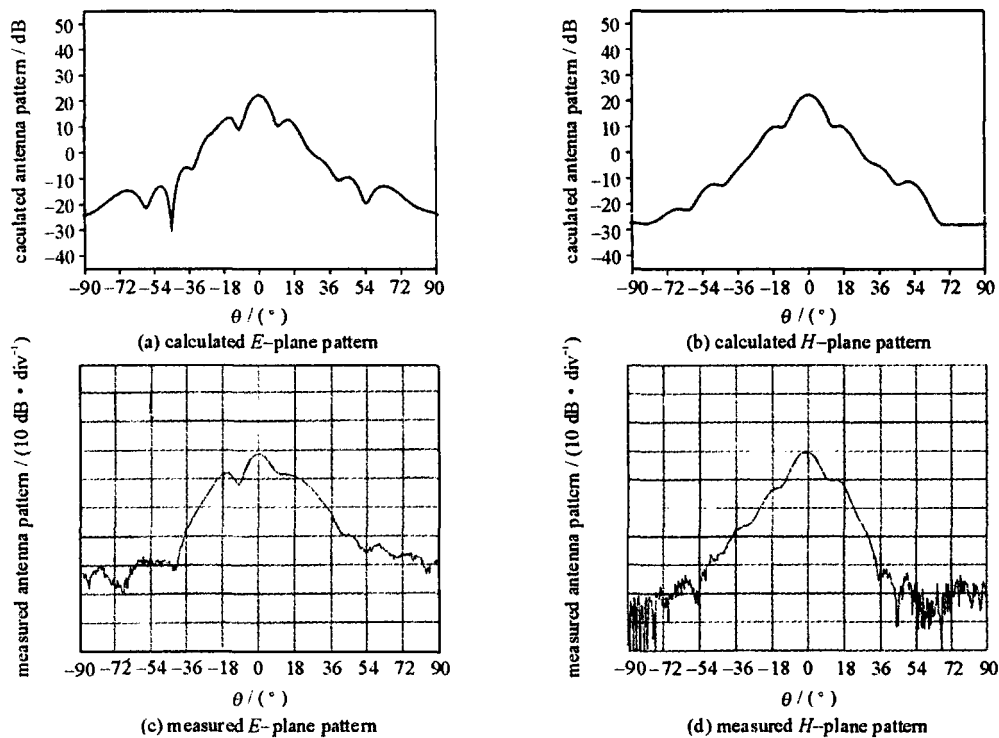 caculated antenna pattern / dB
50
40
30
20
10
0
−10
−20
−30
−40
−90 −72 −54 −36 −18 0 18 36 54 72 90
θ / (°)
(a) calculated E−plane pattern
caculated antenna pattern / dB
50
40
30
20
10
0
−10
−20
−30
−40
−90 −72 −54 −36 −18 0 18 36 54 72 90
θ / (°)
(b) calculated H−plane pattern
measured antenna pattern / (10 dB • div⁻¹)
−90 −72 −54 −36 −18 0 18 36 54 72 90
θ / (°)
(c) measured E−plane pattern
measured antenna pattern / (10 dB • div⁻¹)
−90 −72 −54 −36 −18 0 18 36 54 72 90
θ / (°)
(d) measured H−plane pattern